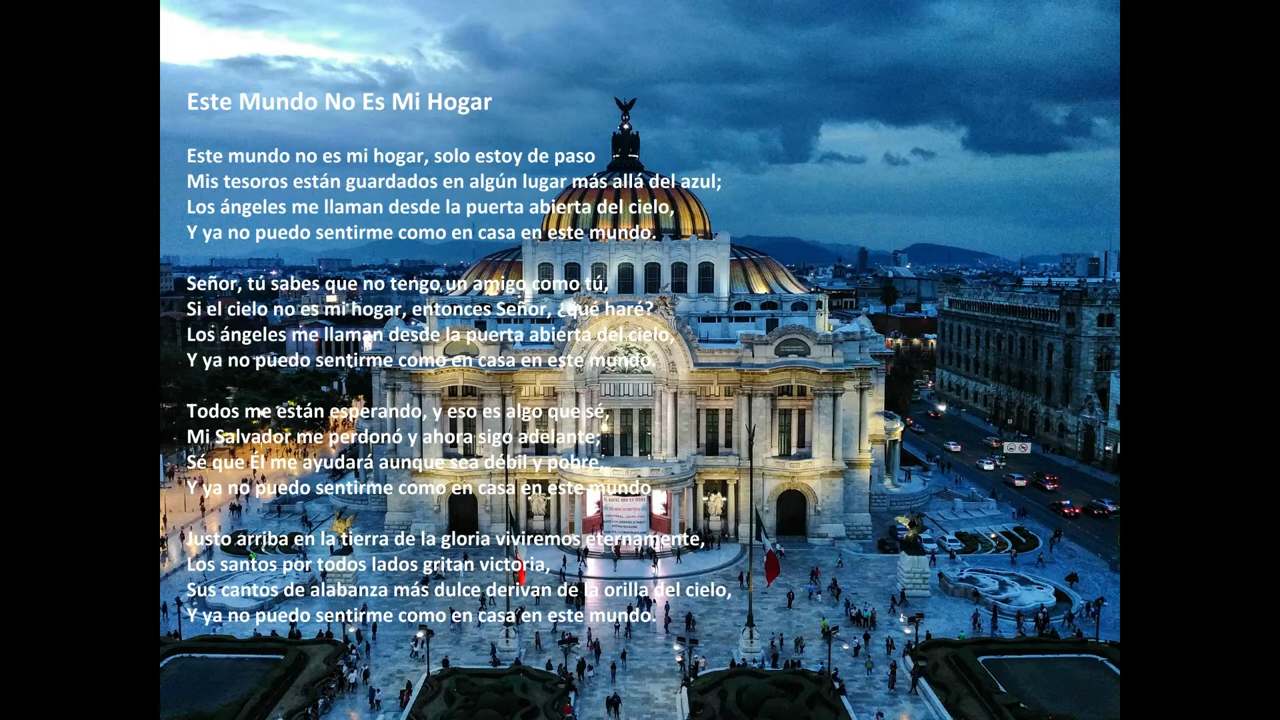 Este Mundo No Es Mi Hogar
Este mundo no es mi hogar, solo estoy de paso
Mis tesoros están guardados en algún lugar más allá del azul;
Los ángeles me llaman desde la puerta abierta del cielo,
Y ya no puedo sentirme como en casa en este mundo.
Señor, tú sabes que no tengo un amigo como tú,
Si el cielo no es mi hogar, entonces Señor, ¿qué haré?
Los ángeles me llaman desde la puerta abierta del cielo,
Y ya no puedo sentirme como en casa en este mundo.
Todos me están esperando, y eso es algo que sé,
Mi Salvador me perdonó y ahora sigo adelante;
Sé que Él me ayudará aunque sea débil y pobre,
Y ya no puedo sentirme como en casa en este mundo.
Justo arriba en la tierra de la gloria viviremos eternamente,
Los santos por todos lados gritan victoria,
Sus cantos de alabanza más dulce derivan de la orilla del cielo,
Y ya no puedo sentirme como en casa en este mundo.